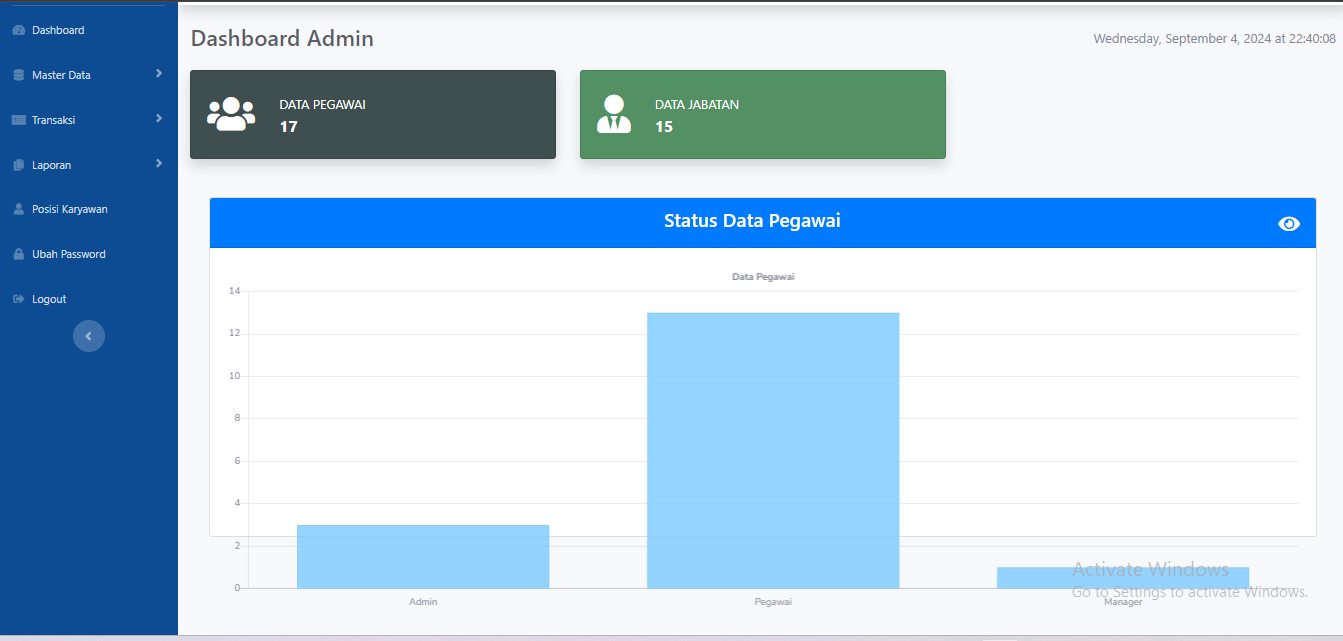 Dashboard
Master Data
Transaksi
Laporan
Posisi Karyawan
Ubah Password
Logout
Dashboard Admin
Wednesday, September 4, 2024 at 22:40:08
DATA PEGAWAI
17
DATA JABATAN
15
Status Data Pegawai
Data Pegawai
14
12
10
8
6
4
2
0
Admin
Pegawai
Manager
Activate Windows
Go to Settings to activate Windows.